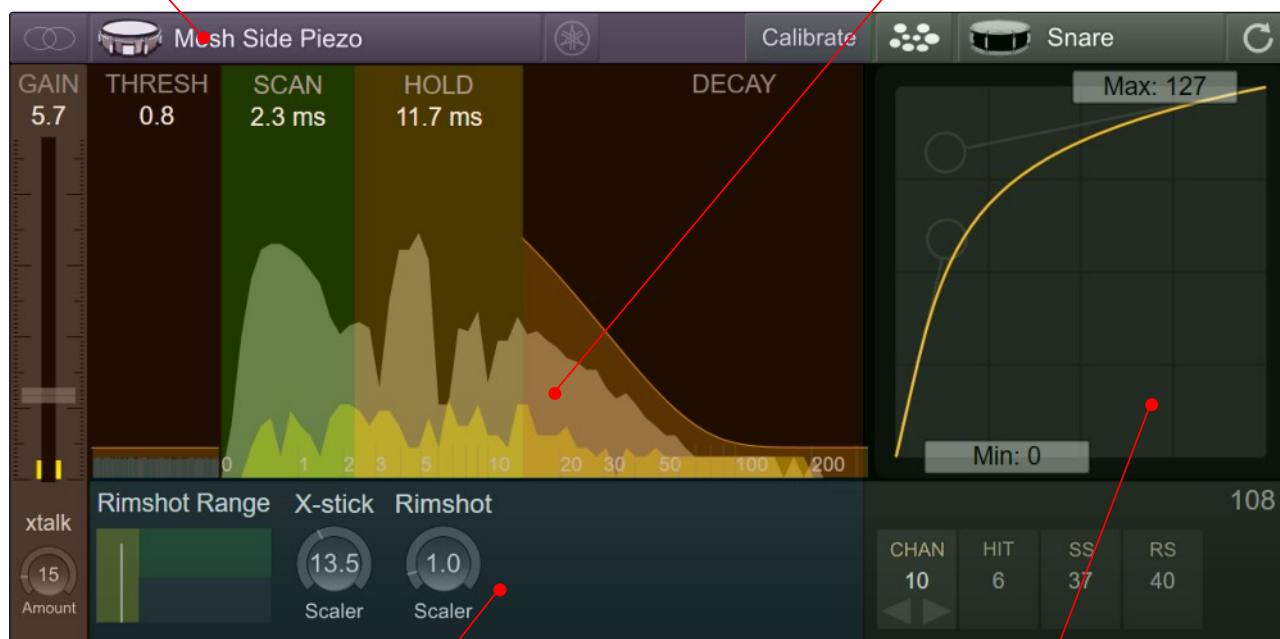 Mesh Side Piezo
Calibrate
Snare
GAIN
5.7
THRESH
0.8
SCAN
2.3 ms
HOLD
11.7 ms
DECAY
Max: 127
Min: 0
0 1 2 3 5 10 20 30 50 100 200
xtalk
15
Amount
Rimshot Range
X-stick
13.5
Scaler
Rimshot
1.0
Scaler
108
CHAN HIT SS RS
10 6 37 40